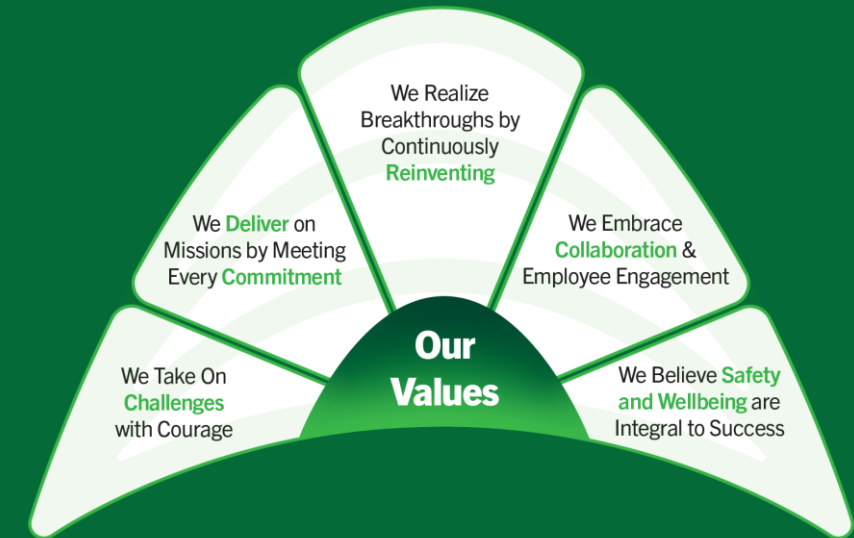 We Realize
Breakthroughs by
Continuously
Reinventing
We Deliver on
Missions by Meeting
Every Commitment
We Embrace
Collaboration &
Employee Engagement
Our
Values
We Take On
Challenges
with Courage
We Believe Safety
and Wellbeing are
Integral to Success